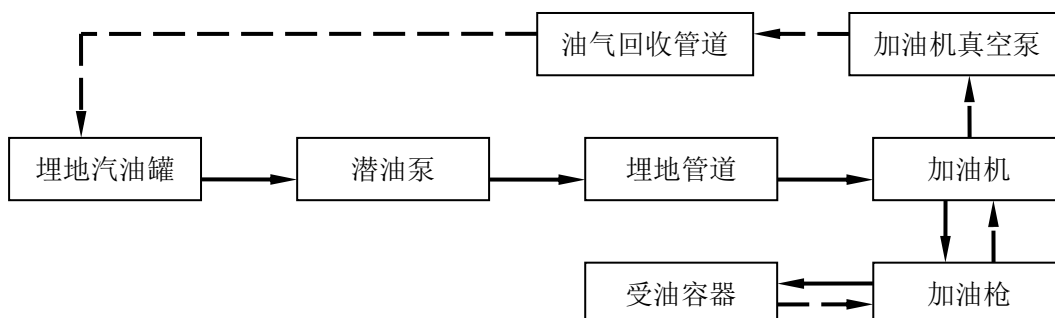 油气回收管道
加油机真空泵
埋地汽油罐
潜油泵
埋地管道
加油机
受油容器
加油枪